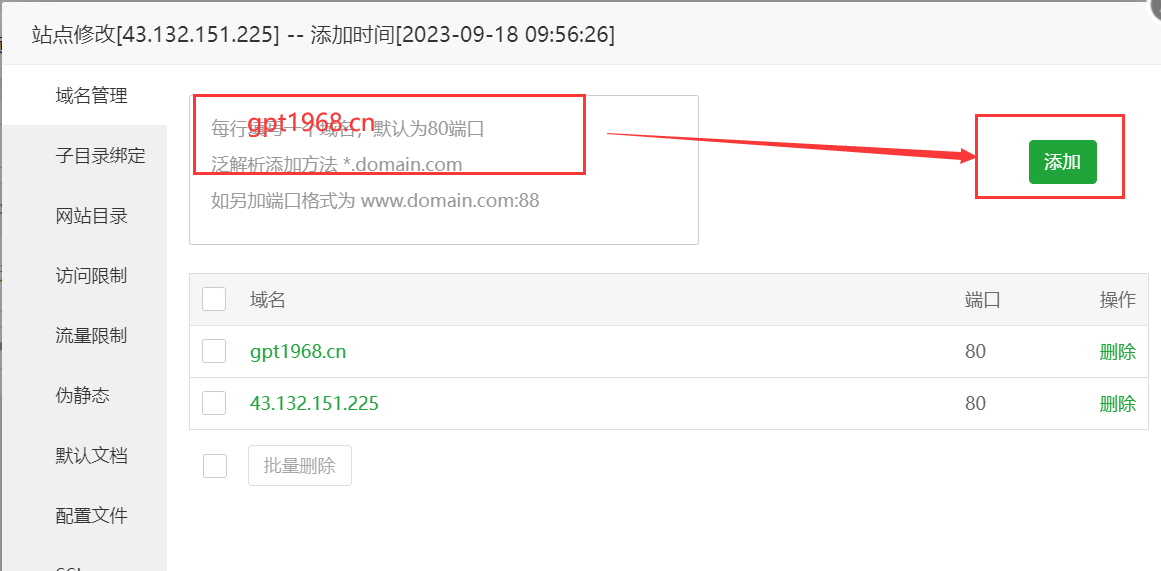 站点修改[43.132.151.225] -- 添加时间[2023-09-18 09:56:26]
域名管理
子目录绑定
网站目录
访问限制
流量限制
伪静态
默认文档
配置文件
gpt1968.cn
每行填写一个域名，默认为80端口
泛解析添加方法 *.domain.com
如另加端口格式为 www.domain.com:88
添加
域名 端口 操作
gpt1968.cn 80 删除
43.132.151.225 80 删除
批量删除